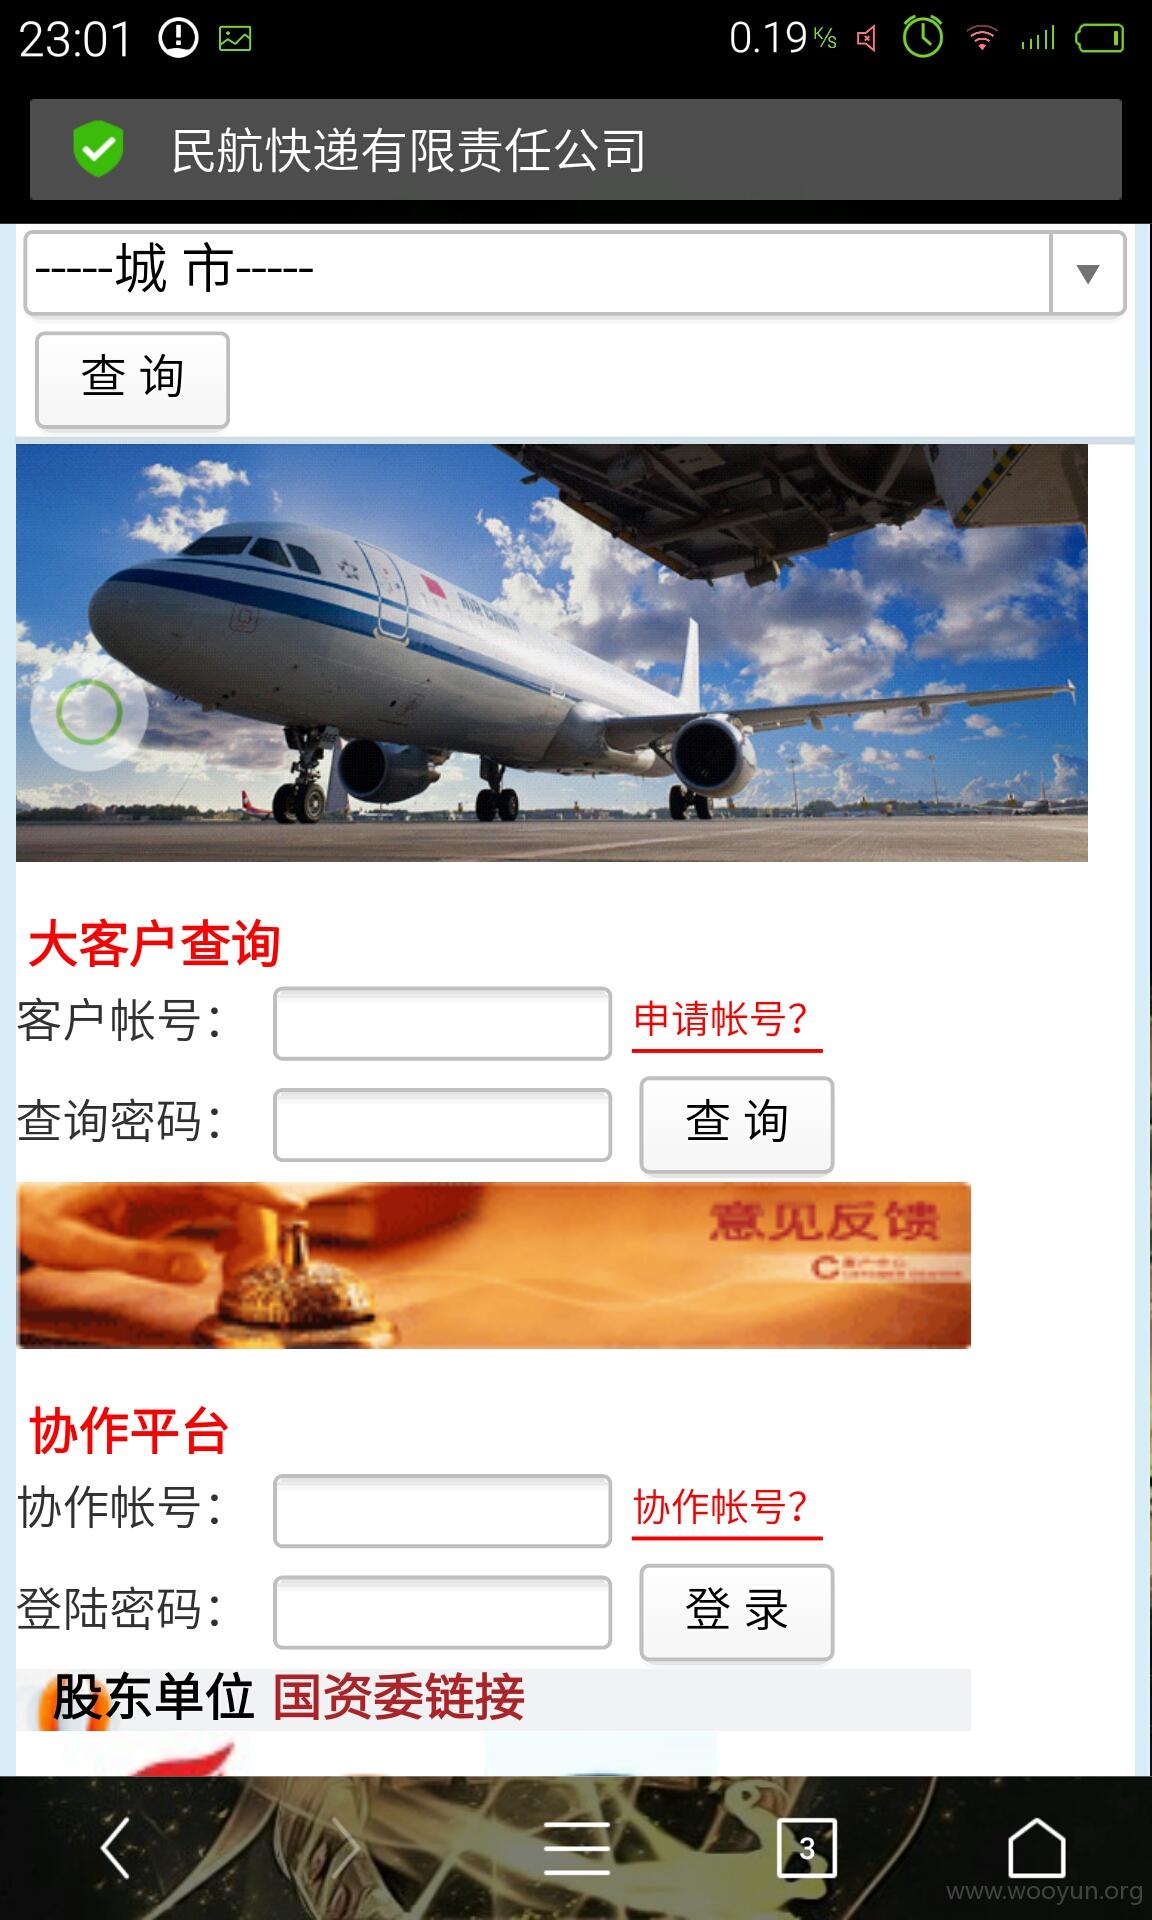 23:01
0.19 K/s
民航快递有限责任公司
-----城 市-----
查 询
AIR CHINA
大客户查询
客户帐号：
申请帐号？
查询密码：
查 询
意见反馈
协作平台
协作帐号：
协作帐号？
登陆密码：
登 录
股东单位 国资委链接
3
www.wooyun.org